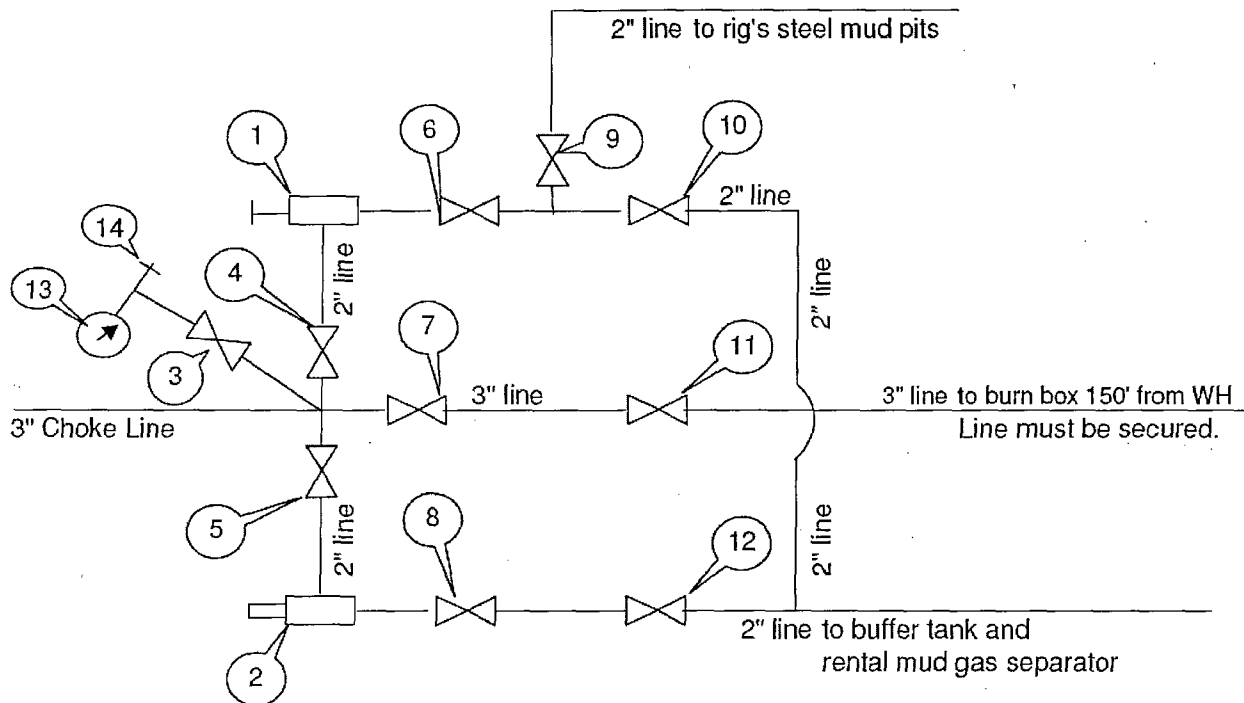 2" line to rig's steel mud pits
1
6
9
10
2" line
14
4
2" line
2" line
13
7
11
3
3" line
3" line to burn box 150' from WH
3" Choke Line
Line must be secured.
5
2" line
8
12
2" line
2
2" line to buffer tank and
rental mud gas separator